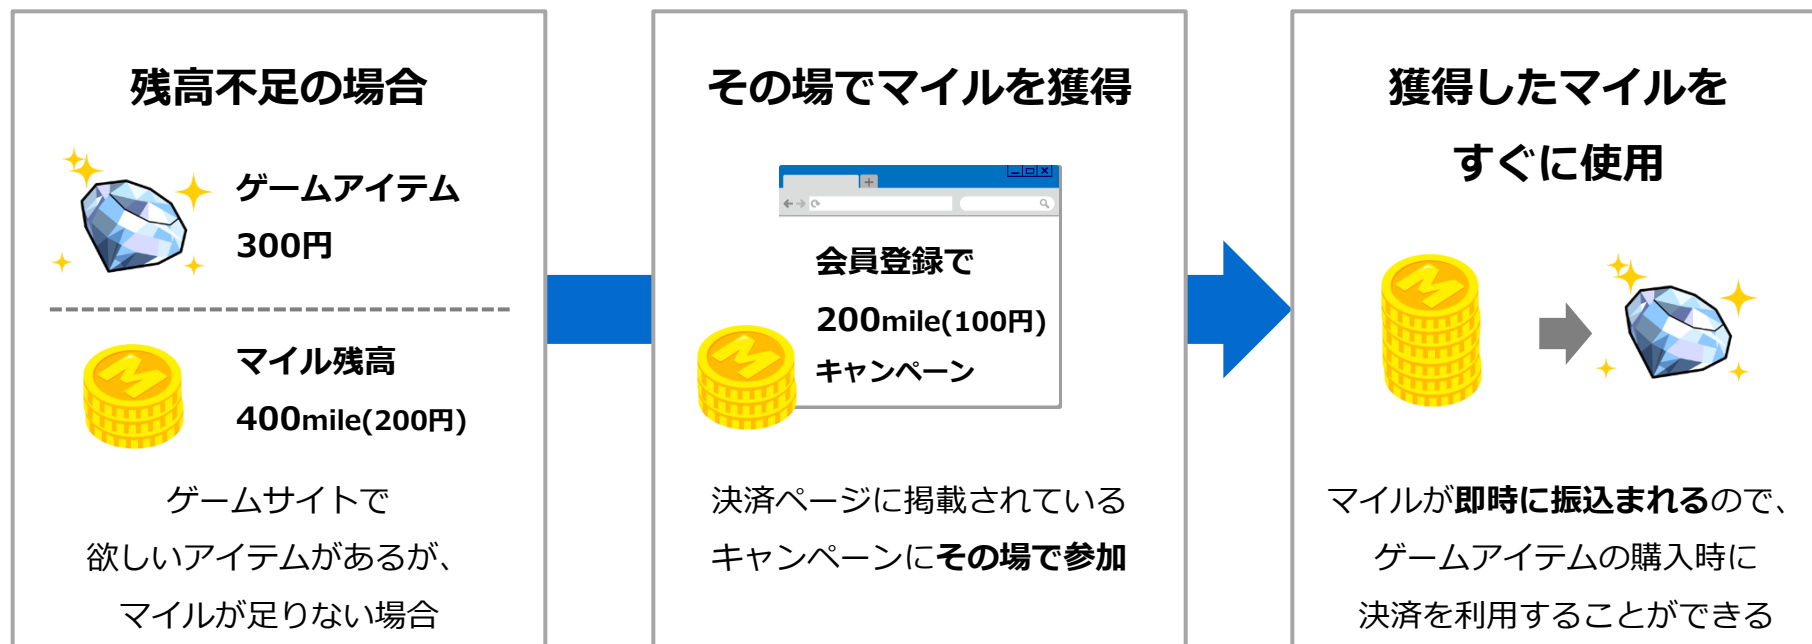 残高不足の場合
ゲームアイテム
300円
マイル残高
400mile(200円)
ゲームサイトで
欲しいアイテムがあるが、
マイルが足りない場合
その場でマイルを獲得
会員登録で
200mile(100円)
キャンペーン
決済ページに掲載されている
キャンペーンにその場で参加
獲得したマイルを
すぐに使用
マイルが即時に振込まれるので、
ゲームアイテムの購入時に
決済を利用することができる